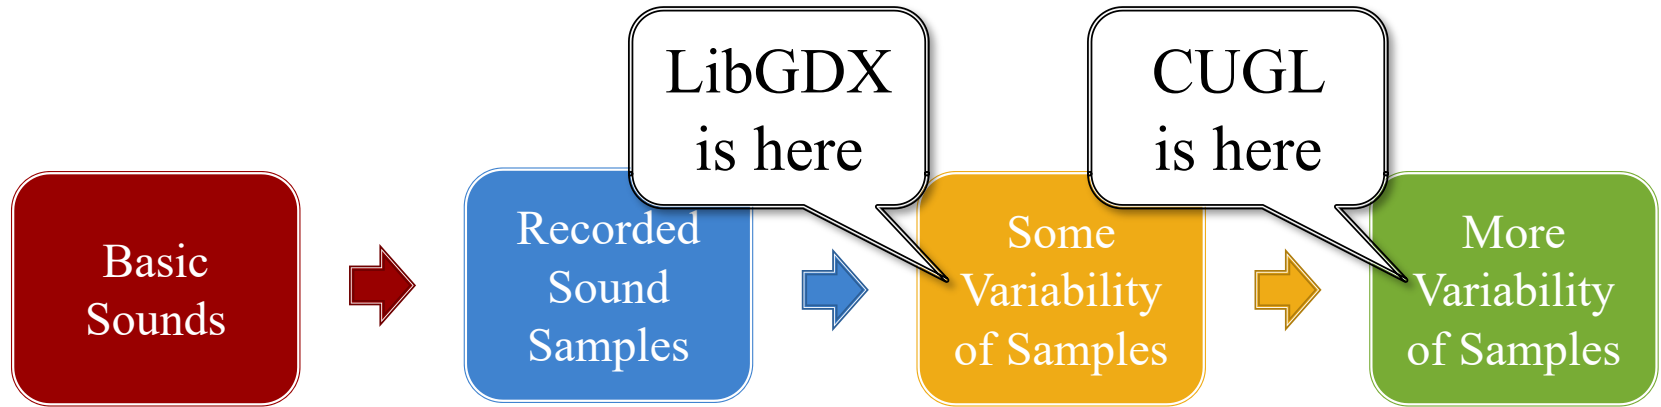 LibGDX
is here
CUGL
is here
Basic
Sounds
Recorded
Sound
Samples
Some
Variability
of Samples
More
Variability
of Samples